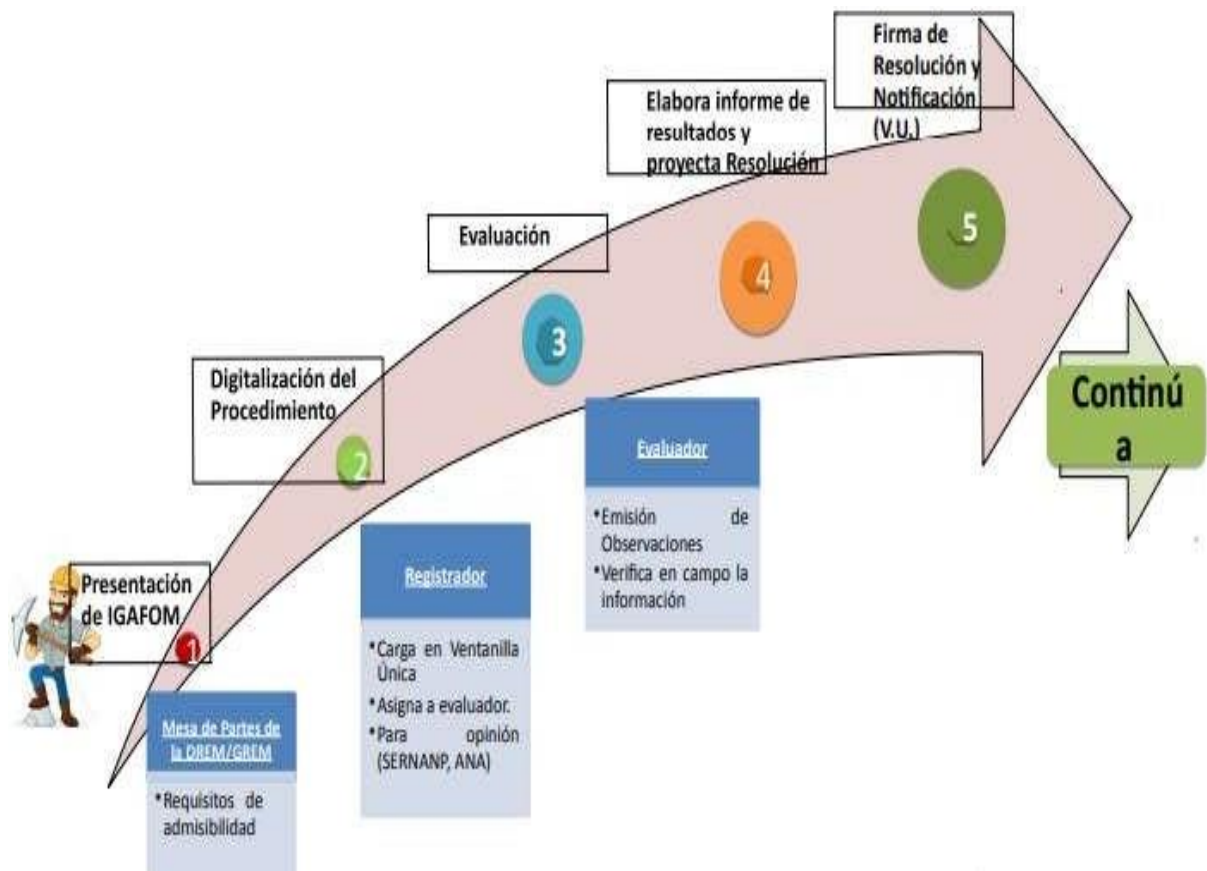 Presentación
de IGAFOM
1
Mesa de Partes de
la DREM/GREM
•Requisitos de
admisibilidad
Digitalización del
Procedimiento
2
Registrador
•Carga en Ventanilla
Única
•Asigna a evaluador.
•Para opinión
(SERNANP, ANA)
Evaluación
3
Evaluador
•Emisión de
Observaciones
•Verifica en campo la
información
Elabora informe de
resultados y
proyecta Resolución
4
Firma de
Resolución y
Notificación
(V.U.)
5
Continú
a